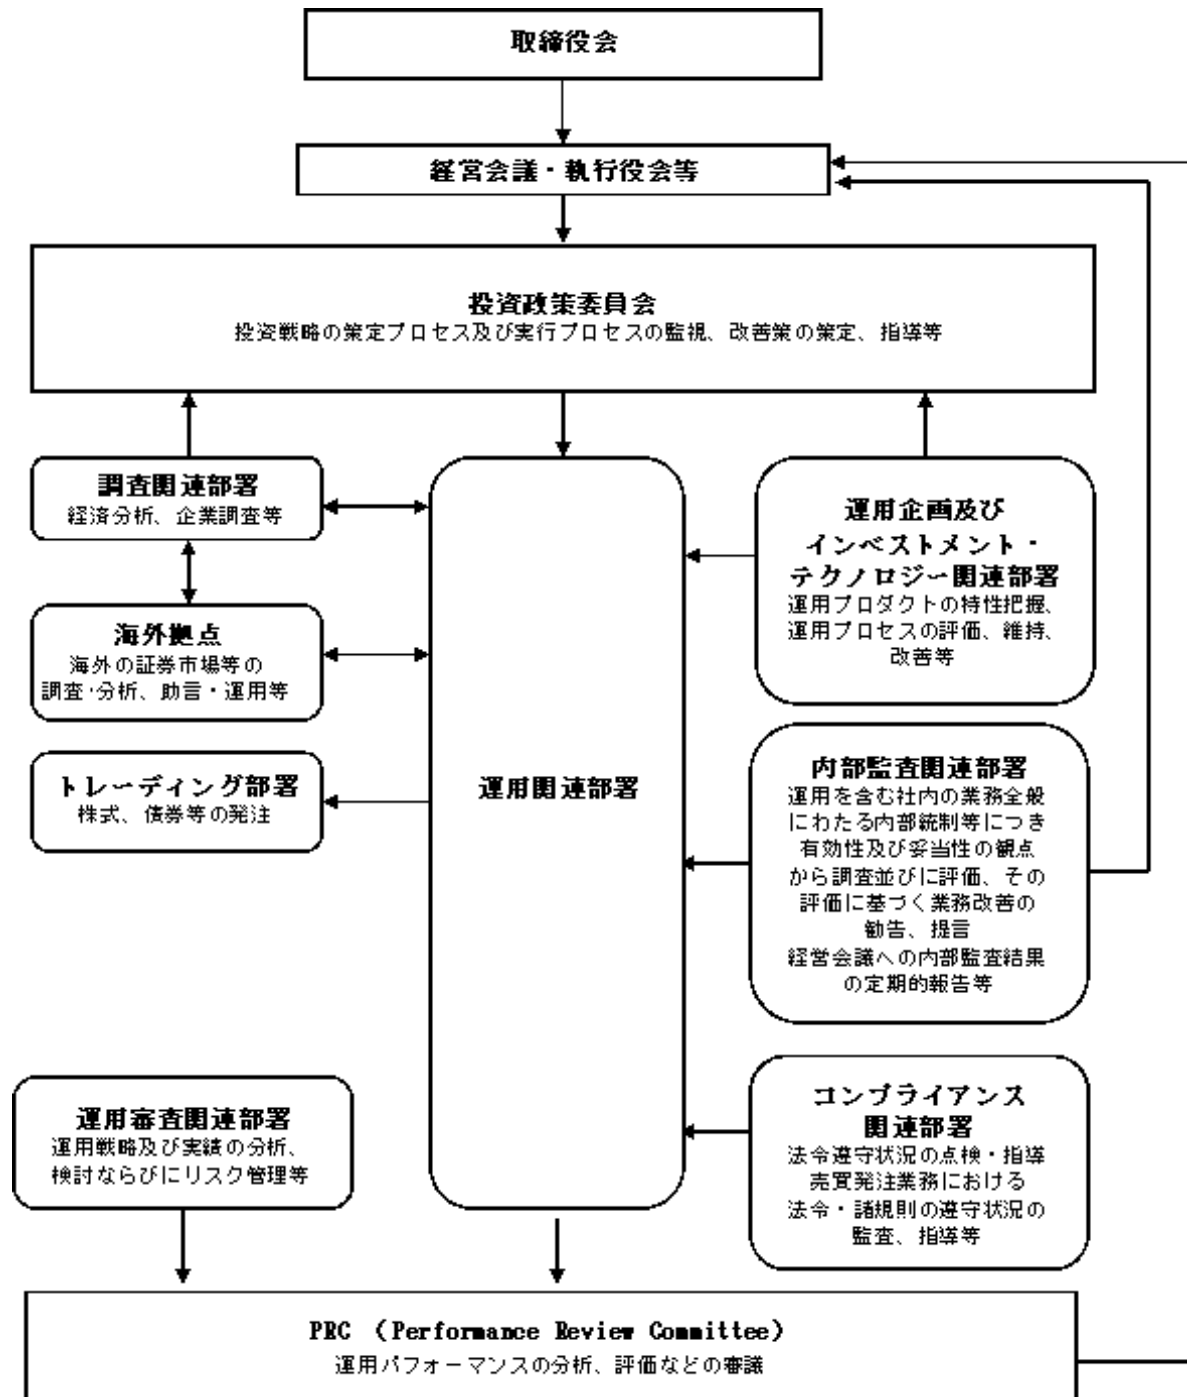 取締役会
経営会議・執行役会等
投資政策委員会
投資戦略の策定プロセス及び実行プロセスの監視、改善策の策定、指導等
調査関連部署
経済分析、企業調査等
海外拠点
海外の証券市場等の
調査・分析、助言・運用等
トレーディング部署
株式、債券等の発注
運用審査関連部署
運用戦略及び実績の分析、
検討ならびにリスク管理等
運用関連部署
運用企画及び
インベストメント・
テクノロジー関連部署
運用プロダクトの特性把握、
運用プロセスの評価、維持、
改善等
内部監査関連部署
運用を含む社内の業務全般
にわたる内部統制等につき
有効性及び妥当性の観点
から調査並びに評価、その
評価に基づく業務改善の
勧告、提言
経営会議への内部監査結果
の定期的報告等
コンプライアンス
関連部署
法令遵守状況の点検・指導
売買発注業務における
法令・諸規則の遵守状況の
監査、指導等
PRC （Performance Review Committee）
運用パフォーマンスの分析、評価などの審議